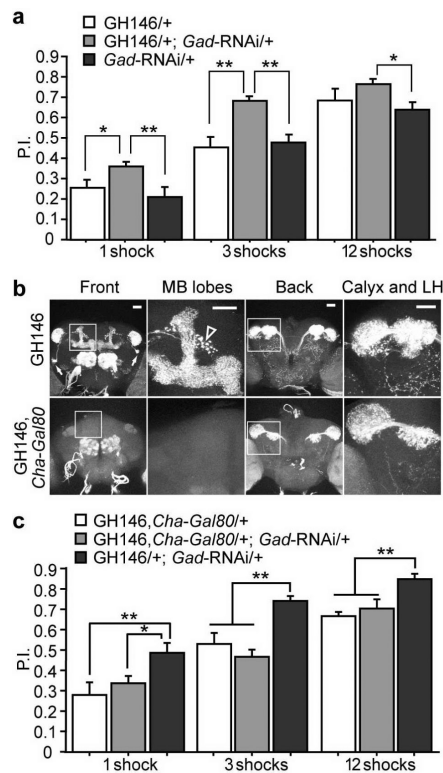 a
GH146/+
GH146/+; Gad-RNAi/+
Gad-RNAi/+
P.I.
0.9
0.8
0.7
0.6
0.5
0.4
0.3
0.2
0.1
0
*
**
**
**
*
1 shock
3 shocks
12 shocks
b
Front
MB lobes
Back
Calyx and LH
GH146
GH146, Cha-Gal80
c
GH146,Cha-Gal80/+
GH146,Cha-Gal80/+; Gad-RNAi/+
GH146/+; Gad-RNAi/+
P.I.
0.9
0.8
0.7
0.6
0.5
0.4
0.3
0.2
0.1
0
**
*
**
**
1 shock
3 shocks
12 shocks